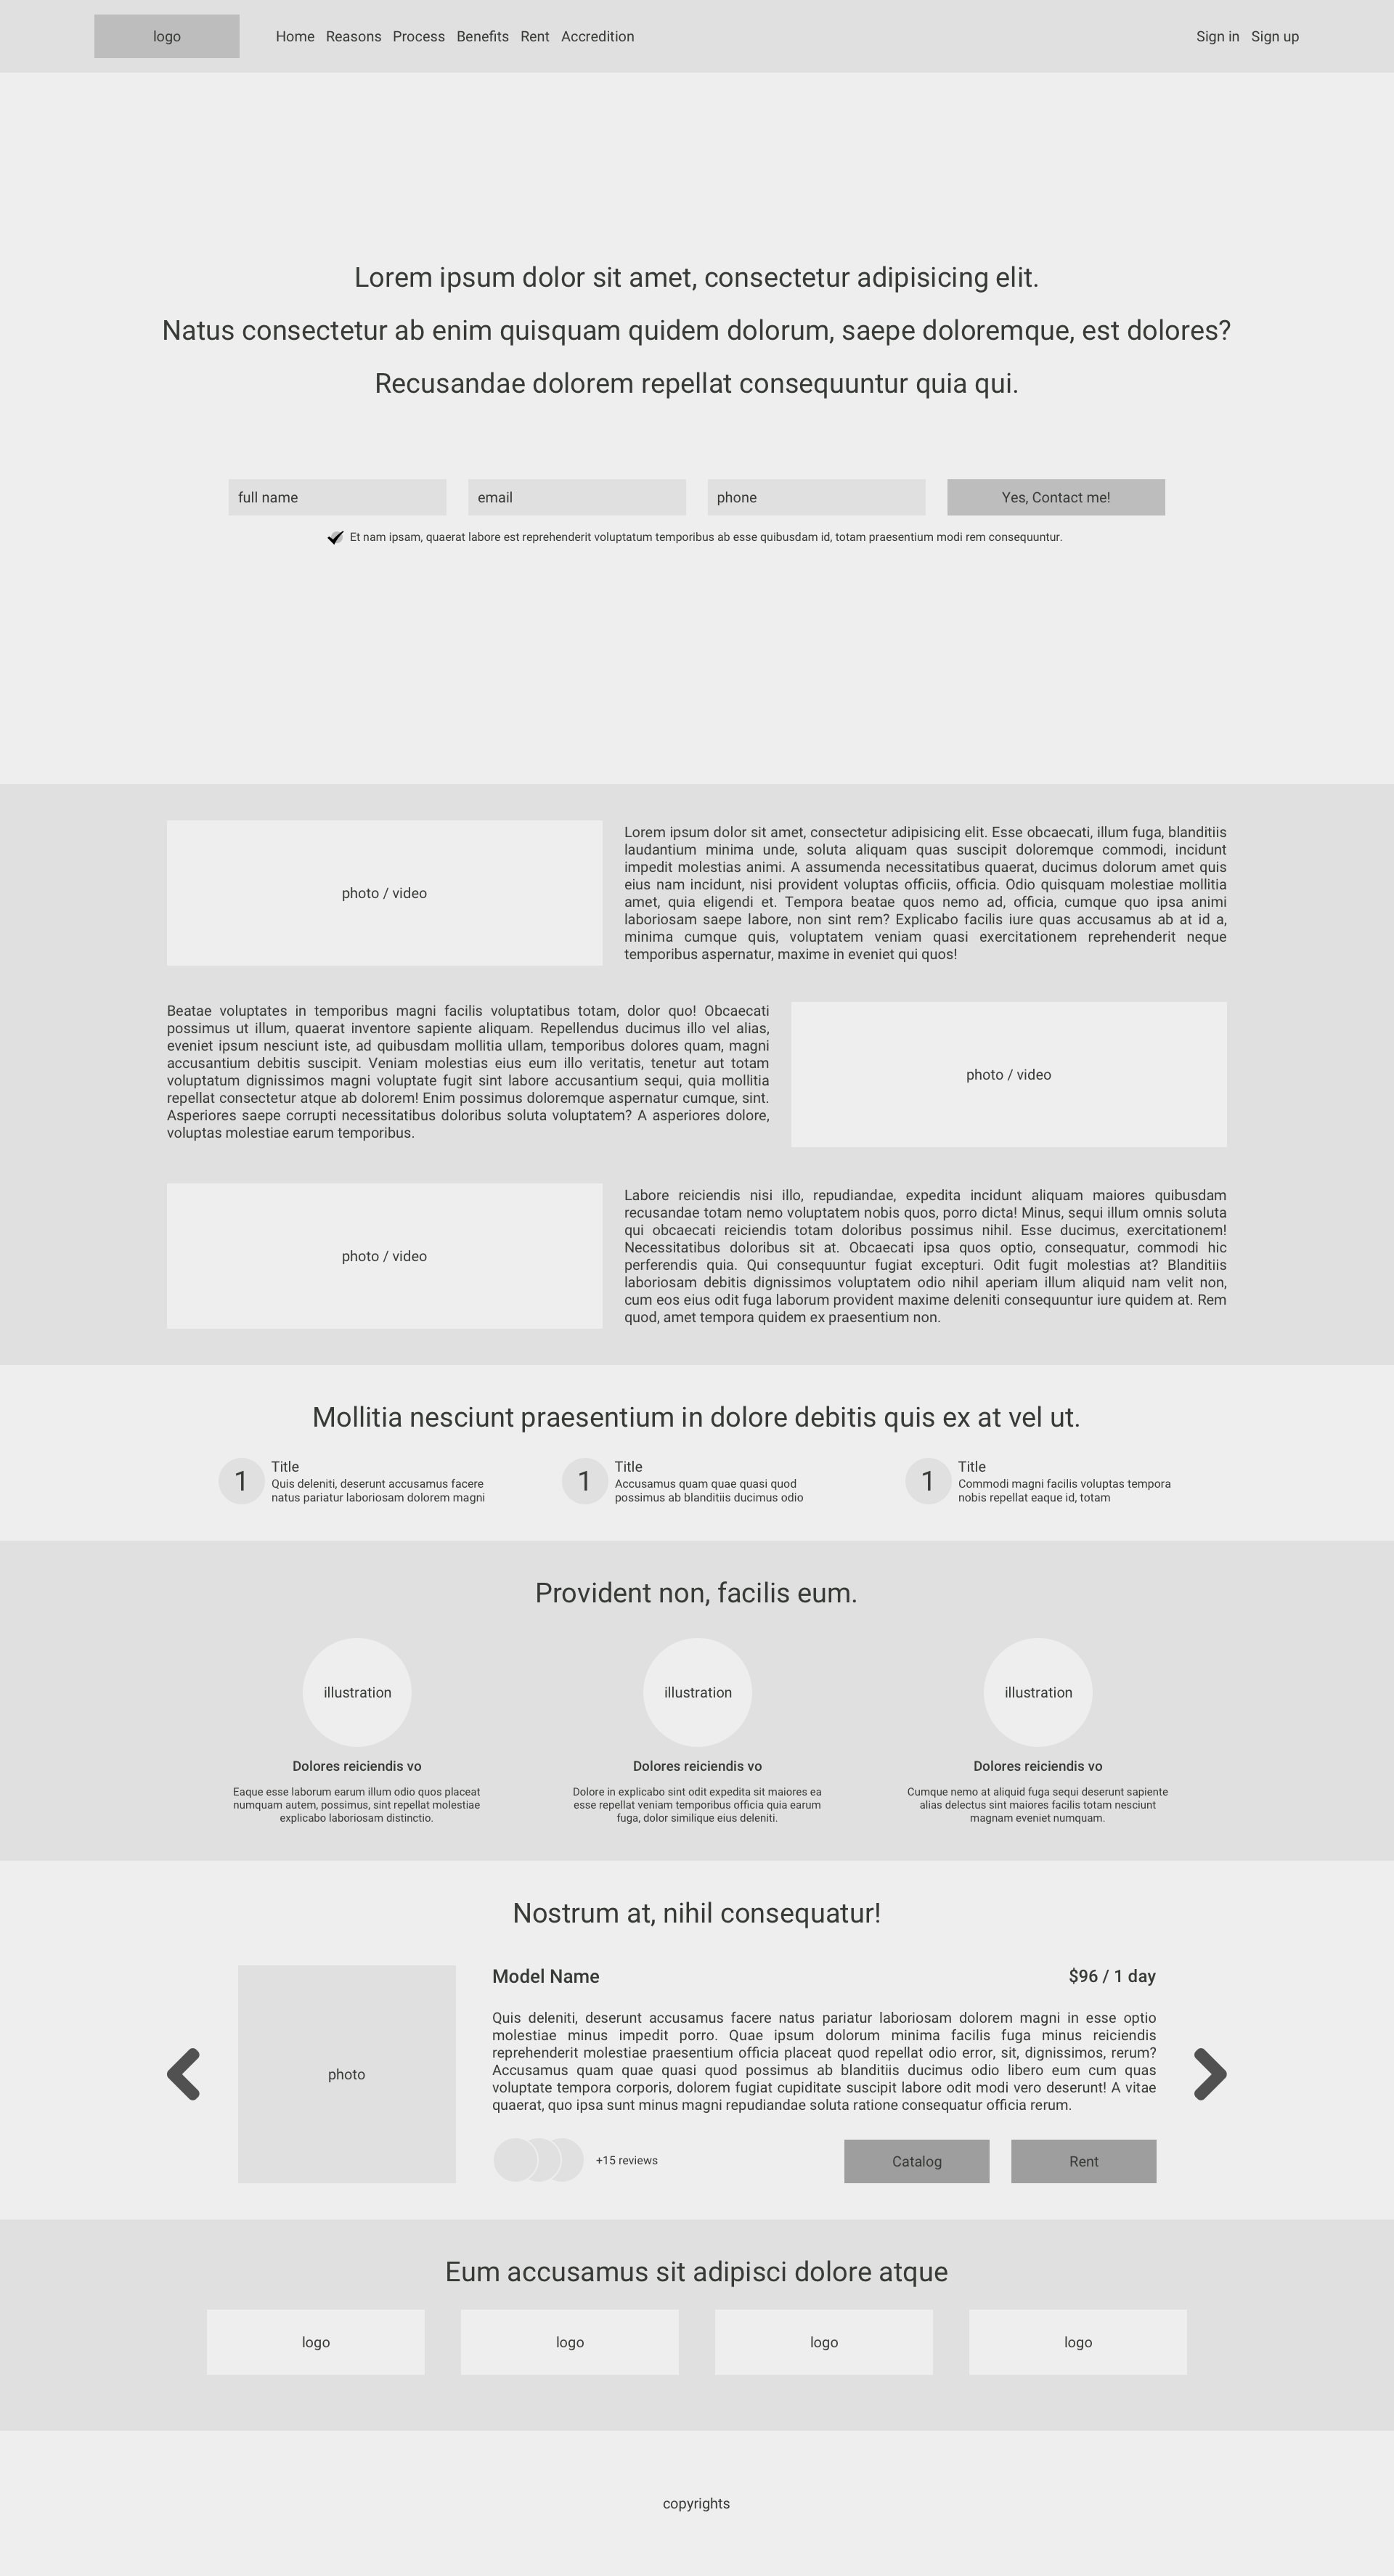 logo
Home Reasons Process Benefits Rent Accredition
Sign in Sign up
Lorem ipsum dolor sit amet, consectetur adipisicing elit.
Natus consectetur ab enim quisquam quidem dolorum, saepe doloremque, est dolores?
Recusandae dolorem repellat consequuntur quia qui.
full name
email
phone
Yes, Contact me!
Et nam ipsam, quaerat labore est reprehenderit voluptatum temporibus ab esse quibusdam id, totam praesentium modi rem consequuntur.
photo / video
Lorem ipsum dolor sit amet, consectetur adipisicing elit. Esse obcaecati, illum fuga, blanditiis
laudantium minima unde, soluta aliquam quas suscipit doloremque commodi, incidunt
impedit molestias animi. A assumenda necessitatibus quaerat, ducimus dolorum amet quis
eius nam incidunt, nisi provident voluptas officiis, officia. Odio quisquam molestiae mollitia
amet, quia eligendi et. Tempora beatae quos nemo ad, officia, cumque quo ipsa animi
laboriosam saepe labore, non sint rem? Explicabo facilis iure quas accusamus ab at id a,
minima cumque quis, voluptatem veniam quasi exercitationem reprehenderit neque
temporibus aspernatur, maxime in eveniet qui quos!
Beatae voluptates in temporibus magni facilis voluptatibus totam, dolor quo! Obcaecati
possimus ut illum, quaerat inventore sapiente aliquam. Repellendus ducimus illo vel alias,
eveniet ipsum nesciunt iste, ad quibusdam mollitia ullam, temporibus dolores quam, magni
accusantium debitis suscipit. Veniam molestias eius eum illo veritatis, tenetur aut totam
voluptatum dignissimos magni voluptate fugit sint labore accusantium sequi, quia mollitia
repellat consectetur atque ab dolorem! Enim possimus doloremque aspernatur cumque, sint.
Asperiores saepe corrupti necessitatibus doloribus soluta voluptatem? A asperiores dolore,
voluptas molestiae earum temporibus.
photo / video
photo / video
Labore reiciendis nisi illo, repudiandae, expedita incidunt aliquam maiores quibusdam
recusandae totam nemo voluptatem nobis quos, porro dicta! Minus, sequi illum omnis soluta
qui obcaecati reiciendis totam doloribus possimus nihil. Esse ducimus, exercitationem!
Necessitatibus doloribus sit at. Obcaecati ipsa quos optio, consequatur, commodi hic
perferendis quia. Qui consequuntur fugiat excepturi. Odit fugit molestias at? Blanditiis
laboriosam debitis dignissimos voluptatem odio nihil aperiam illum aliquid nam velit non,
cum eos eius odit fuga laborum provident maxime deleniti consequuntur iure quidem at. Rem
quod, amet tempora quidem ex praesentium non.
Mollitia nesciunt praesentium in dolore debitis quis ex at vel ut.
1
Title
Quis deleniti, deserunt accusamus facere
natus pariatur laboriosam dolorem magni
1
Title
Accusamus quam quae quasi quod
possimus ab blanditiis ducimus odio
1
Title
Commodi magni facilis voluptas tempora
nobis repellat eaque id, totam
Provident non, facilis eum.
illustration
Dolores reiciendis vo
Eaque esse laborum earum illum odio quos placeat
numquam autem, possimus, sint repellat molestiae
explicabo laboriosam distinctio.
illustration
Dolores reiciendis vo
Dolore in explicabo sint odit expedita sit maiores ea
esse repellat veniam temporibus officia quia earum
fuga, dolor similique eius deleniti.
illustration
Dolores reiciendis vo
Cumque nemo at aliquid fuga sequi deserunt sapiente
alias delectus sint maiores facilis totam nesciunt
magnam eveniet numquam.
Nostrum at, nihil consequatur!
photo
Model Name
$96 / 1 day
Quis deleniti, deserunt accusamus facere natus pariatur laboriosam dolorem magni in esse optio
molestiae minus impedit porro. Quae ipsum dolorum minima facilis fuga minus reiciendis
reprehenderit molestiae praesentium officia placeat quod repellat odio error, sit, dignissimos, rerum?
Accusamus quam quae quasi quod possimus ab blanditiis ducimus odio libero eum cum quas
voluptate tempora corporis, dolorem fugiat cupiditate suscipit labore odit modi vero deserunt! A vitae
quaerat, quo ipsa sunt minus magni repudiandae soluta ratione consequatur officia rerum.
+15 reviews
Catalog
Rent
Eum accusamus sit adipisci dolore atque
logo
logo
logo
logo
copyrights